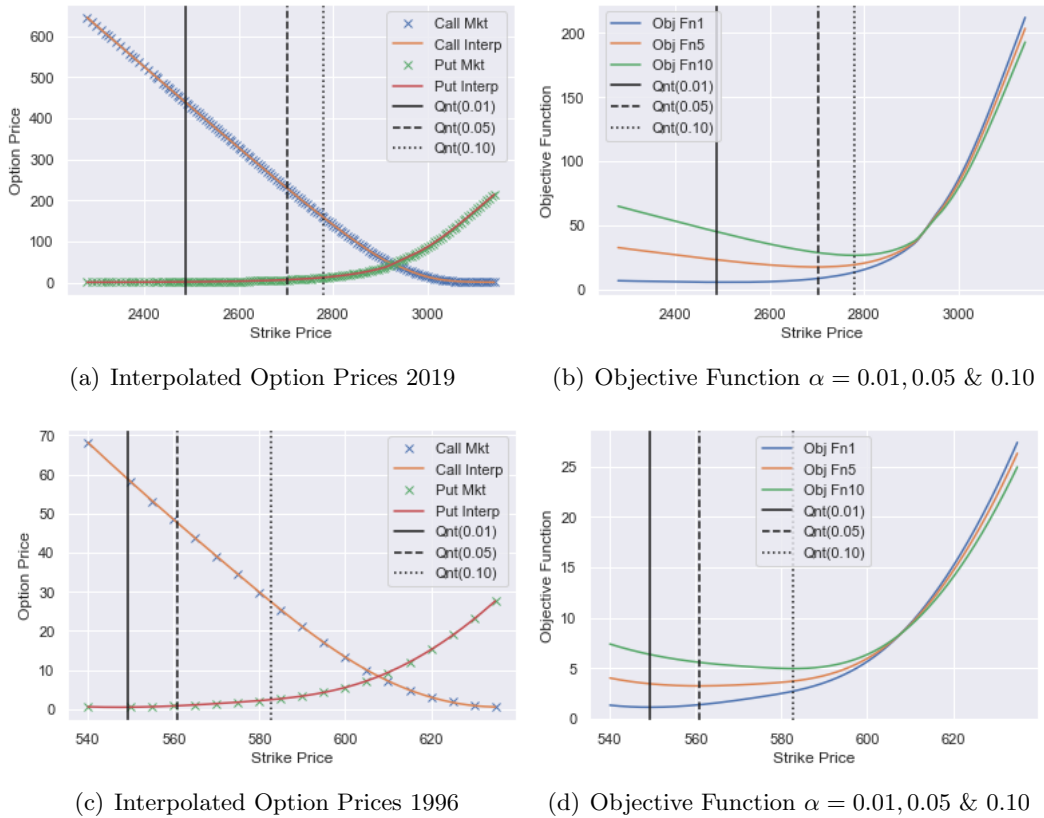 Option Price
600
500
400
300
200
100
0
2400
2600
2800
3000
Strike Price
Call Mkt
Call Interp
Put Mkt
Put Interp
Qnt(0.01)
Qnt(0.05)
Qnt(0.10)
(a) Interpolated Option Prices 2019
Objective Function
200
150
100
50
0
2400
2600
2800
3000
Strike Price
Obj Fn1
Obj Fn5
Obj Fn10
Qnt(0.01)
Qnt(0.05)
Qnt(0.10)
(b) Objective Function α = 0.01, 0.05 & 0.10
Option Price
70
60
50
40
30
20
10
0
540
560
580
600
620
Strike Price
Call Mkt
Call Interp
Put Mkt
Put Interp
Qnt(0.01)
Qnt(0.05)
Qnt(0.10)
(c) Interpolated Option Prices 1996
Objective Function
25
20
15
10
5
0
540
560
580
600
620
Strike Price
Obj Fn1
Obj Fn5
Obj Fn10
Qnt(0.01)
Qnt(0.05)
Qnt(0.10)
(d) Objective Function α = 0.01, 0.05 & 0.10